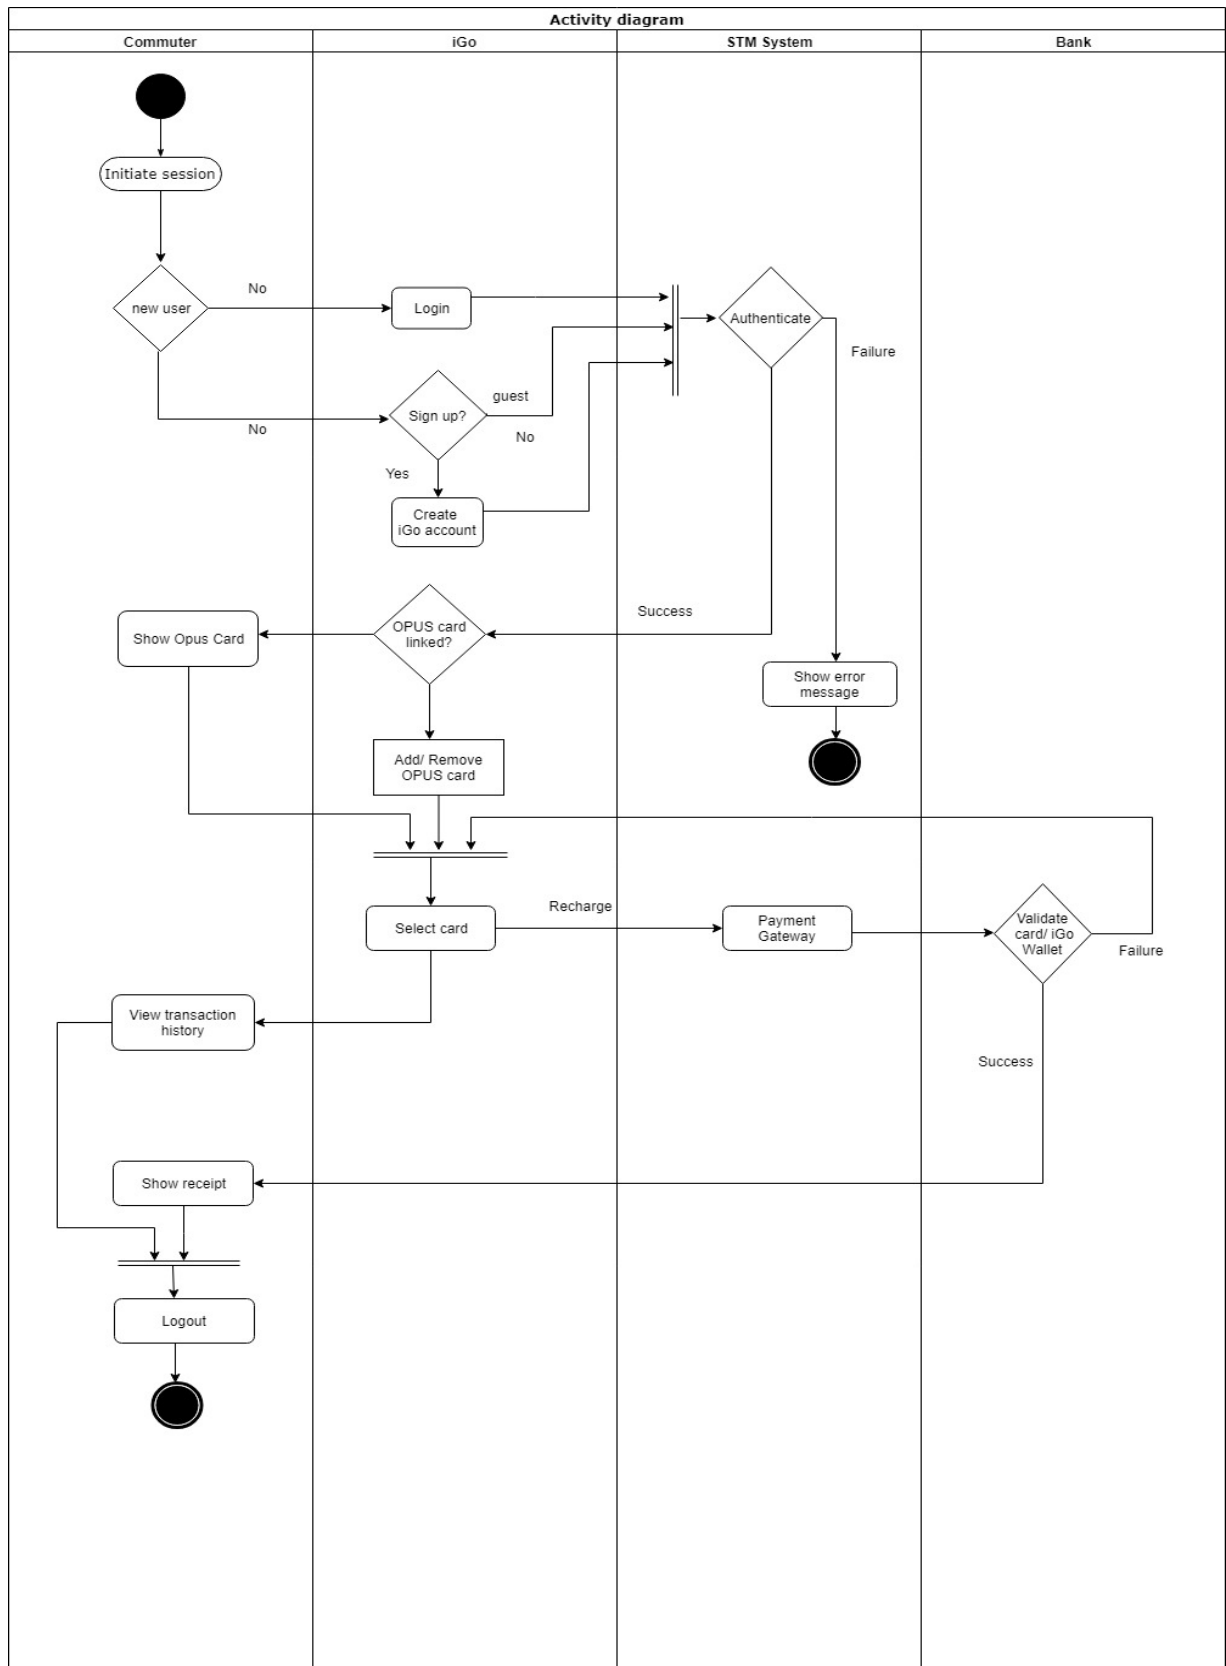 Activity diagram
Commuter
iGo
STM System
Bank
Initiate session
new user
No
Login
Authenticate
Failure
guest
Sign up?
No
No
Yes
Create
iGo account
Success
OPUS card
linked?
Show Opus Card
Show error
message
Add/ Remove
OPUS card
Recharge
Select card
Payment
Gateway
Validate
card/ iGo
Wallet
Failure
View transaction
history
Success
Show receipt
Logout